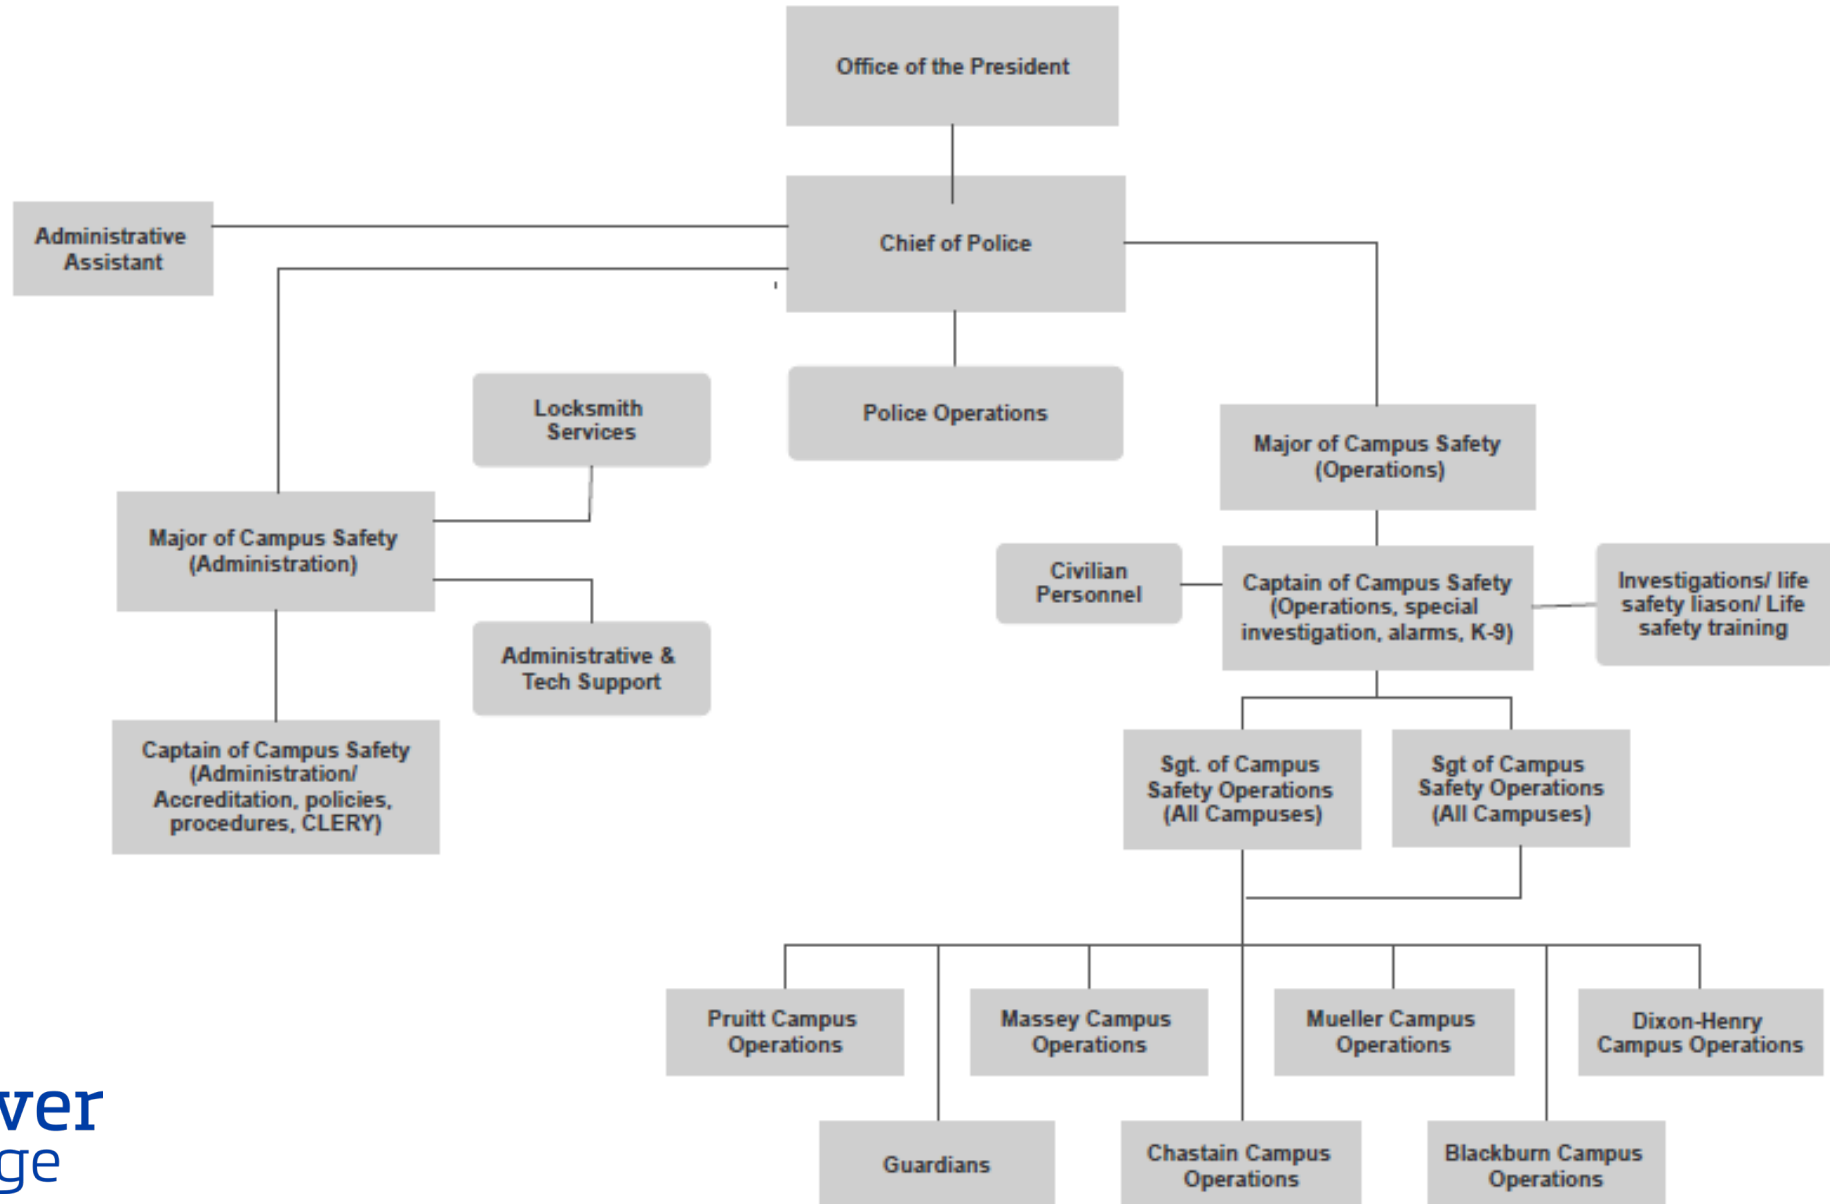 Office of the President
Administrative
Assistant
Chief of Police
Locksmith
Services
Police Operations
Major of Campus Safety
(Operations)
Major of Campus Safety
(Administration)
Civilian
Personnel
Captain of Campus Safety
(Operations, special
investigation, alarms, K-9)
Investigations/ life
safety liason/ Life
safety training
Administrative &
Tech Support
Captain of Campus Safety
(Administration/
Accreditation, policies,
procedures, CLERY)
Sgt. of Campus
Safety Operations
(All Campuses)
Sgt of Campus
Safety Operations
(All Campuses)
Pruitt Campus
Operations
Massey Campus
Operations
Mueller Campus
Operations
Dixon-Henry
Campus Operations
Guardians
Chastain Campus
Operations
Blackburn Campus
Operations
ver
ge